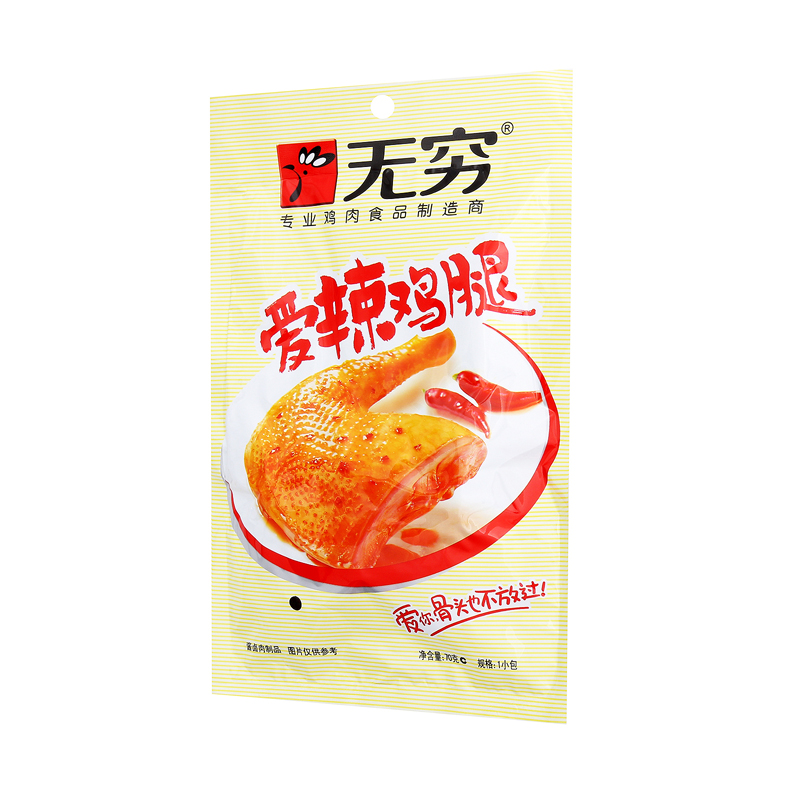 无穷®
专业鸡肉食品制造商
爱辣鸡腿
爱你,骨头也不放过!
酱卤肉制品 图片仅供参考
净含量:70克C 规格:1小包